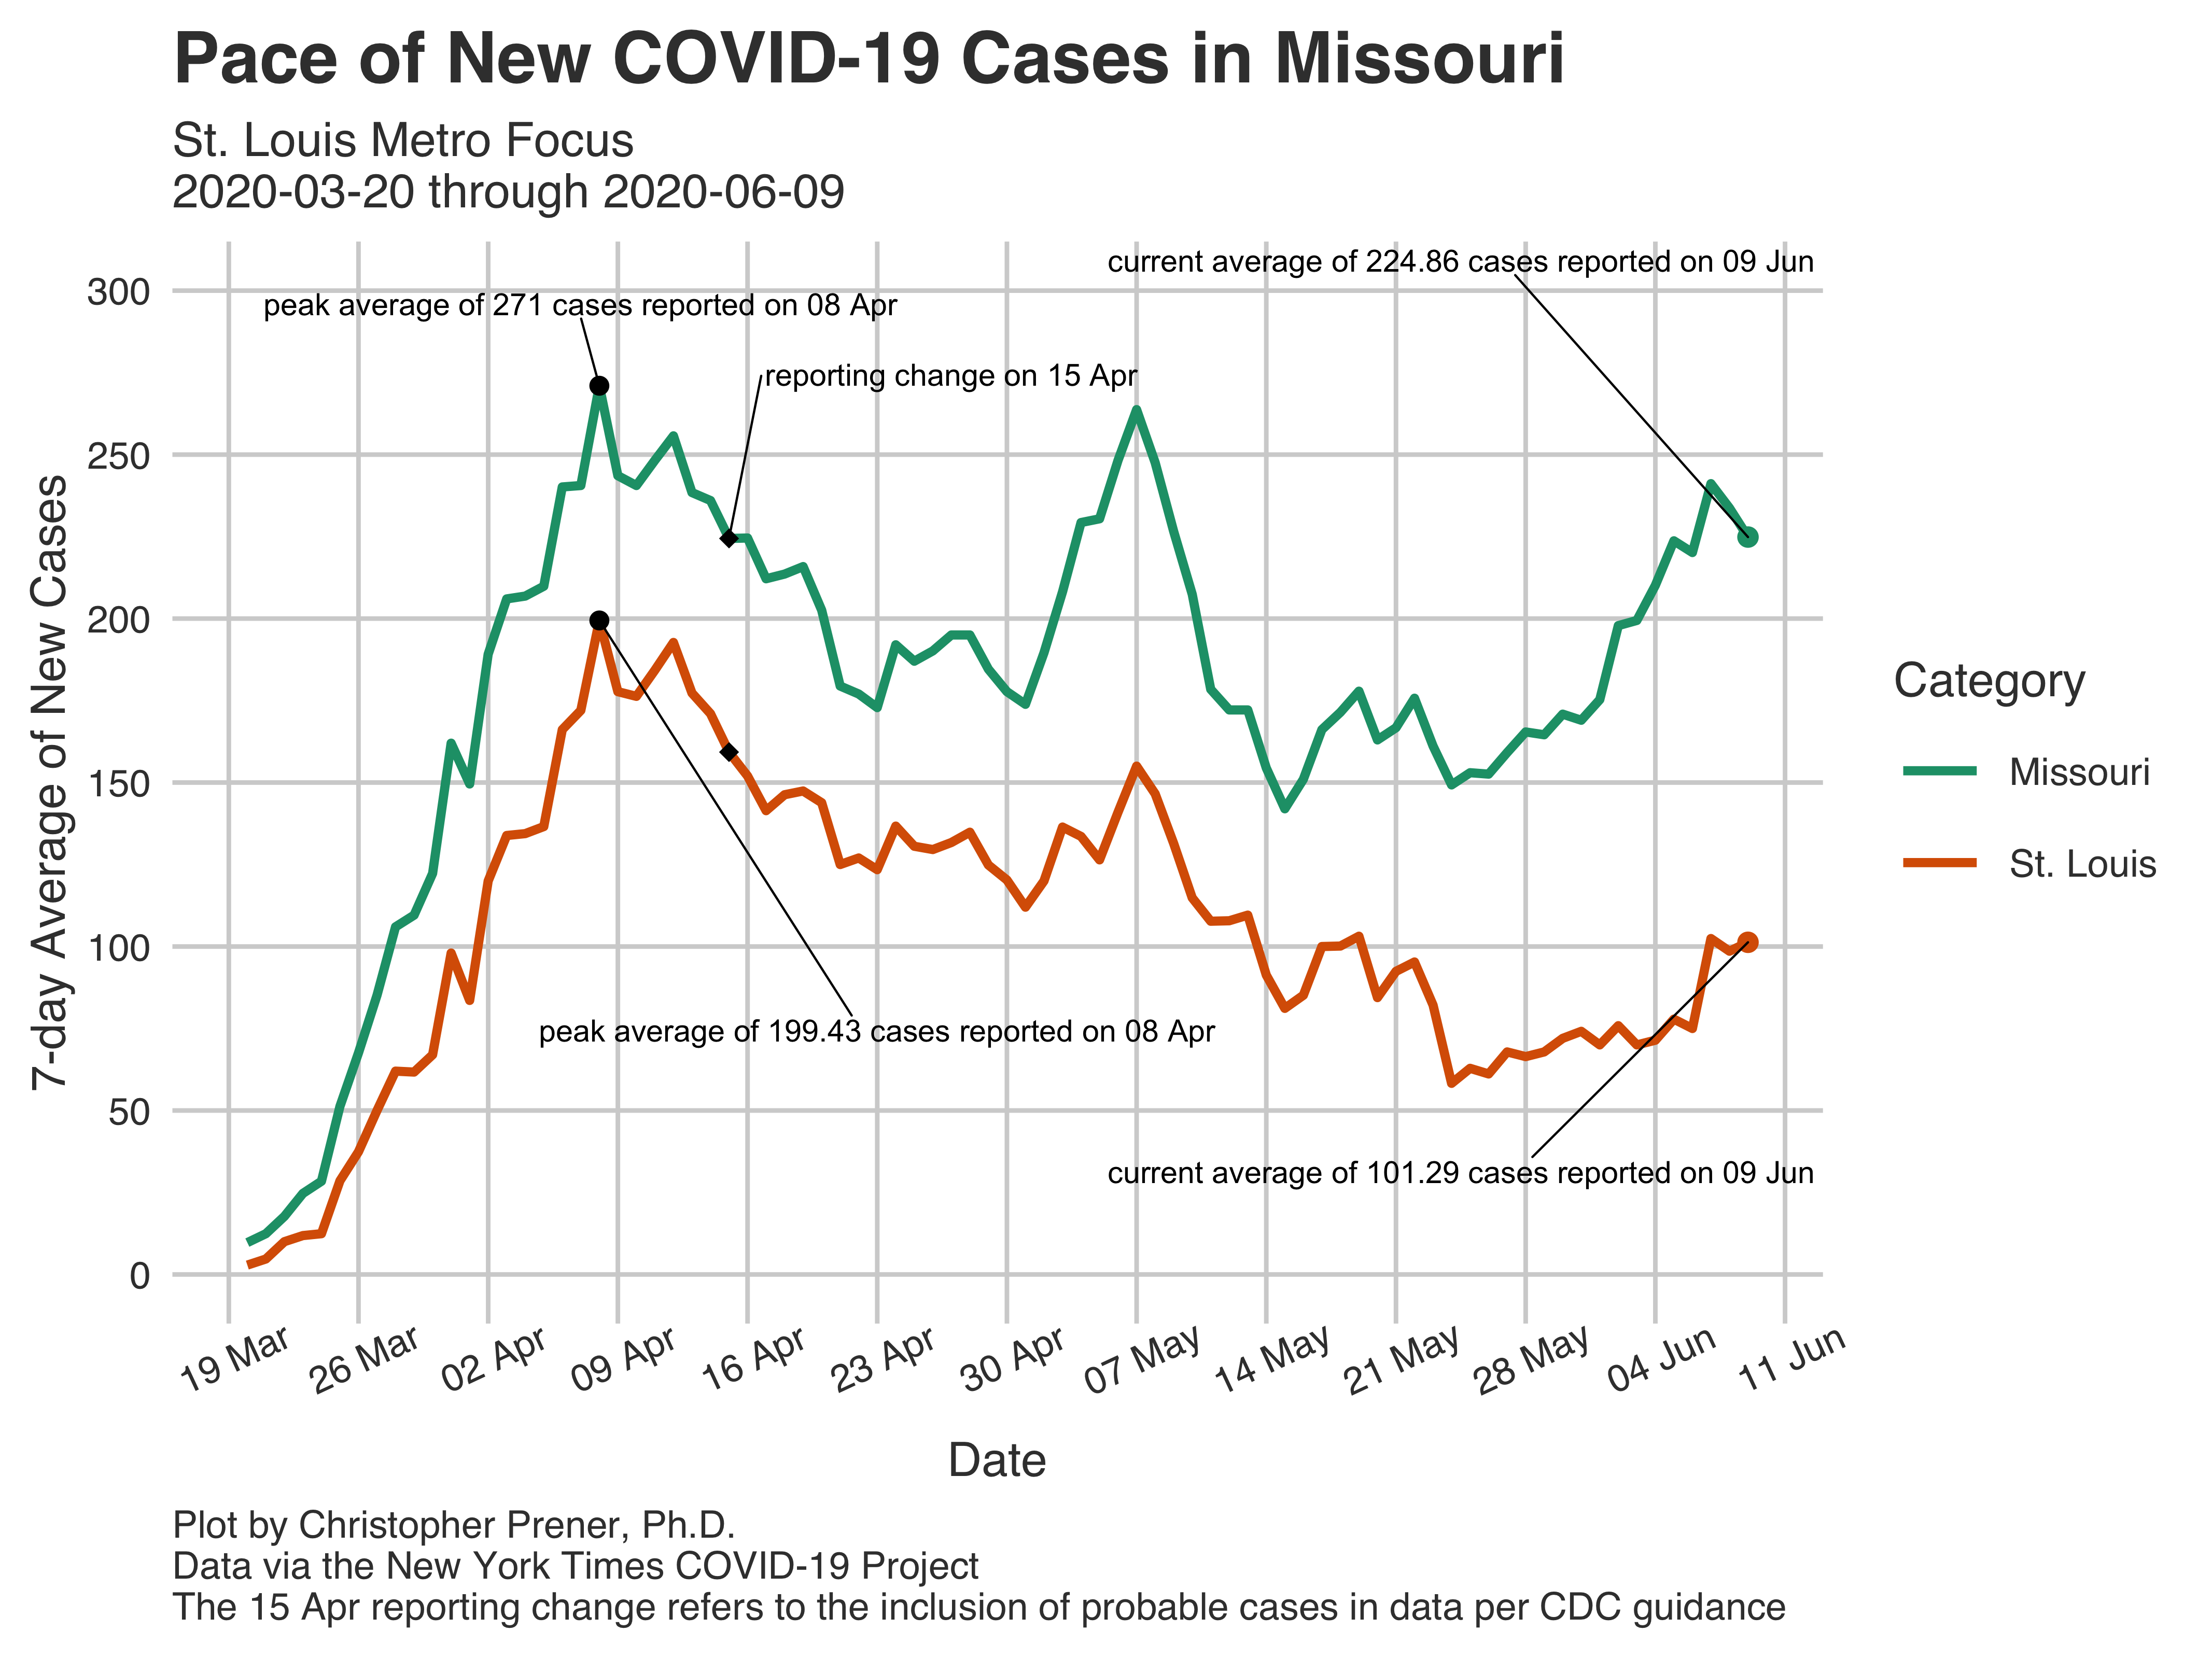 Pace of New COVID-19 Cases in Missouri
St. Louis Metro Focus
2020-03-20 through 2020-06-09
current average of 224.86 cases reported on 09 Jun
peak average of 271 cases reported on 08 Apr
reporting change on 15 Apr
peak average of 199.43 cases reported on 08 Apr
current average of 101.29 cases reported on 09 Jun
7-day Average of New Cases
300
250
200
150
100
50
0
19 Mar
26 Mar
02 Apr
09 Apr
16 Apr
23 Apr
30 Apr
07 May
14 May
21 May
28 May
04 Jun
11 Jun
Date
Category
Missouri
St. Louis
Plot by Christopher Prener, Ph.D.
Data via the New York Times COVID-19 Project
The 15 Apr reporting change refers to the inclusion of probable cases in data per CDC guidance